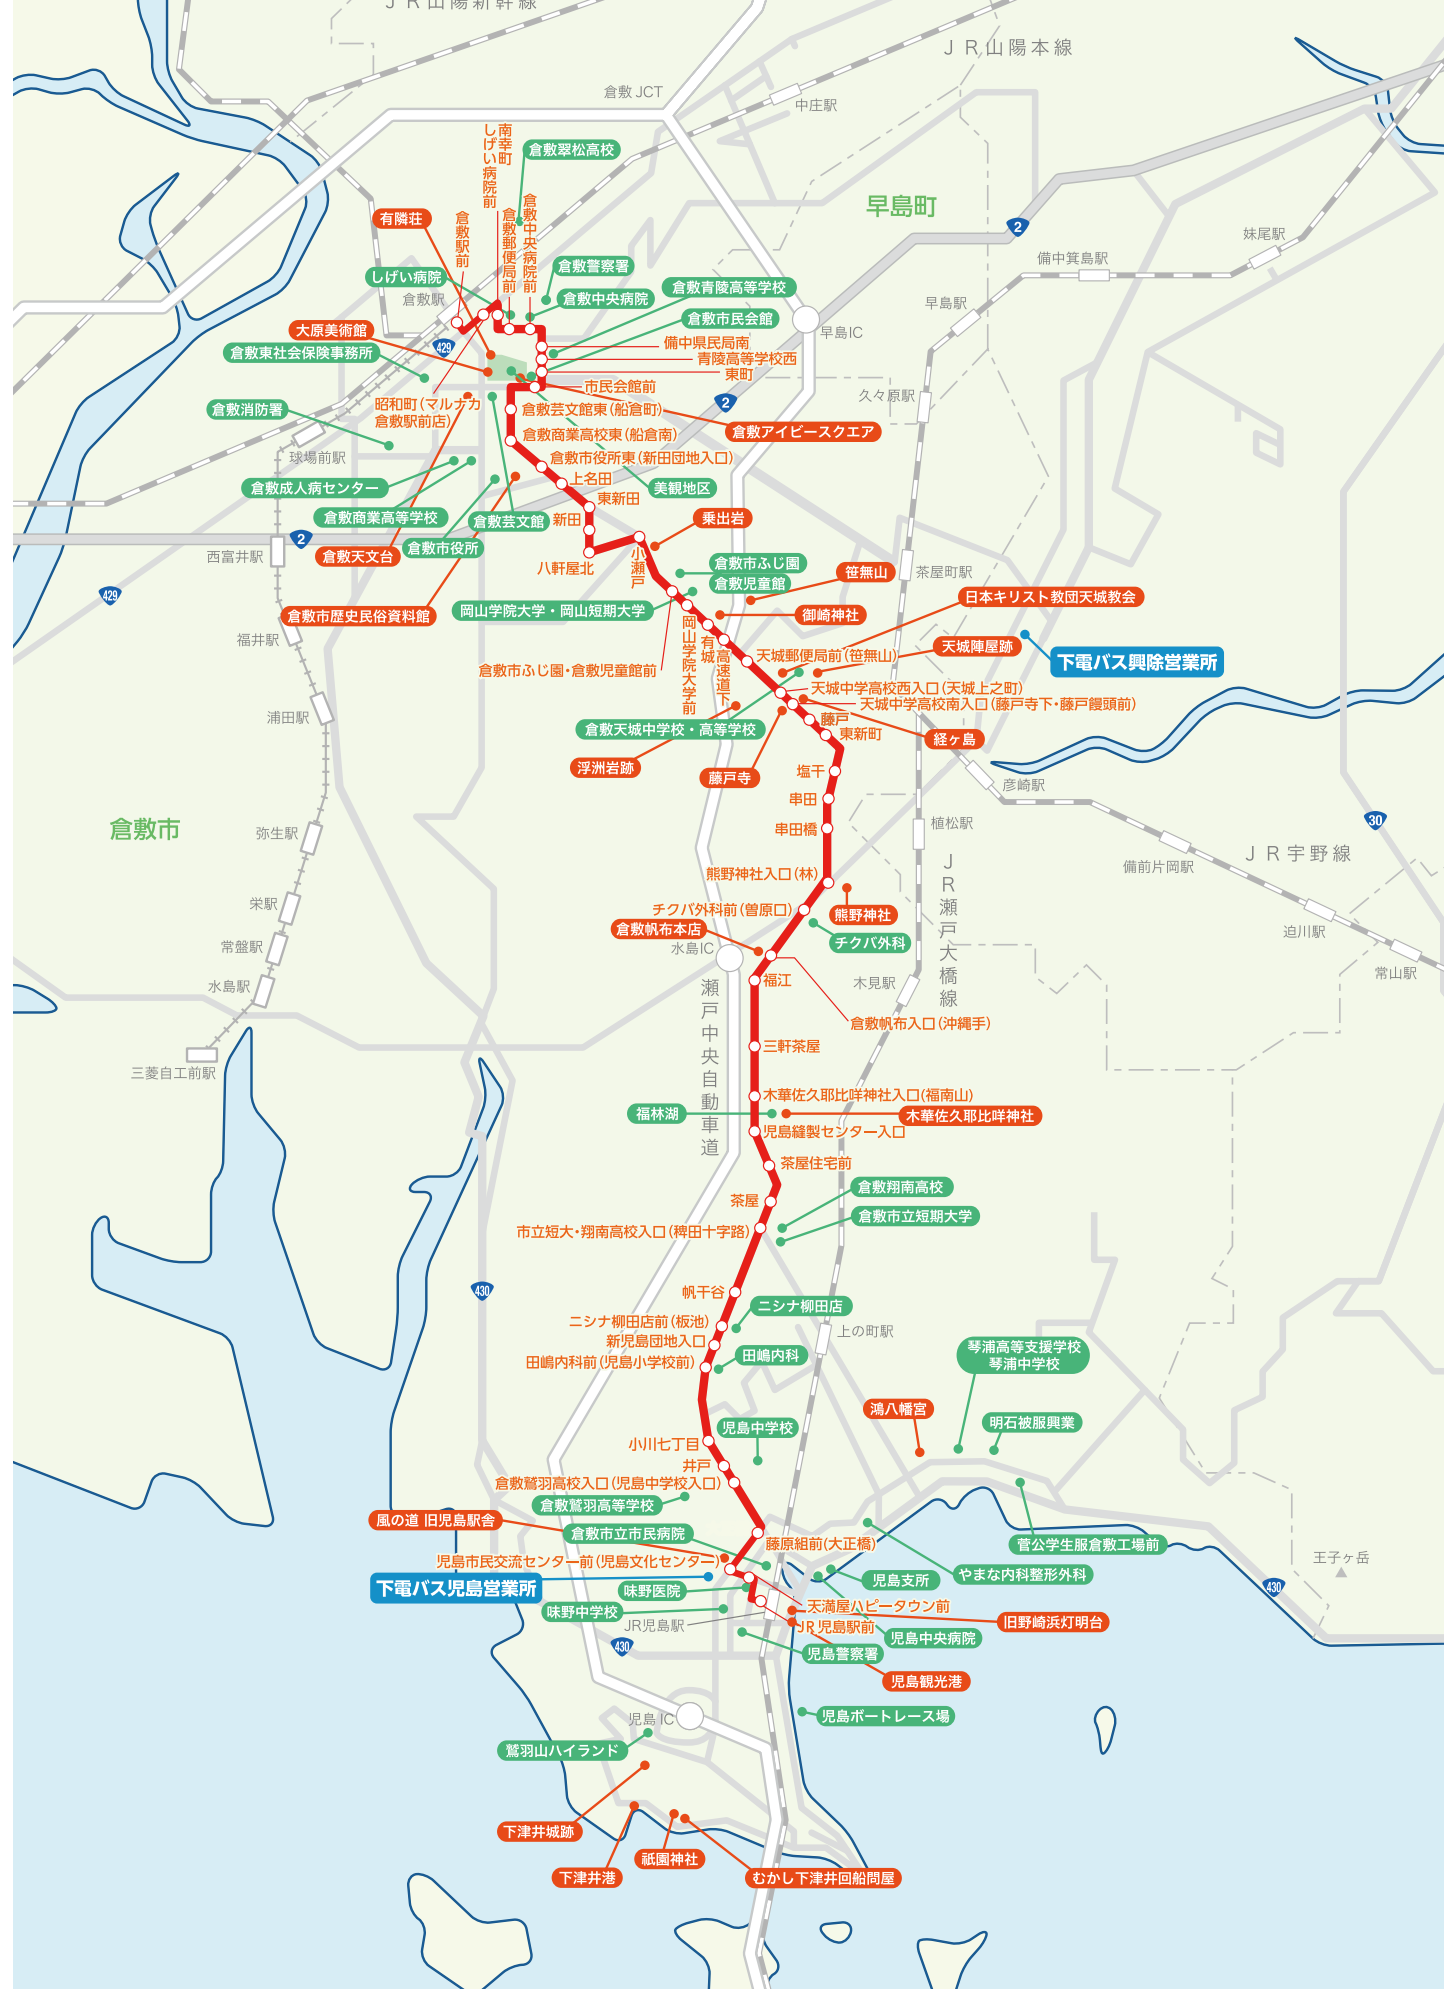 JR山陽新幹線
JR山陽本線
倉敷JCT
中庄駅
南幸町
しげい病院前
倉敷翠松高校
倉敷中央病院前
倉敷郵便局前
倉敷駅前
有隣荘
早島町
2
妹尾駅
備中箕島駅
倉敷警察署
しげい病院
倉敷青陵高等学校
倉敷中央病院
倉敷駅
早島駅
倉敷市民会館
大原美術館
早島IC
429
備中県民局南
倉敷東社会保険事務所
青陵高等学校西
東町
市民会館前
久々原駅
昭和町(マルナカ
倉敷駅前店)
2
倉敷消防署
倉敷芸文館東(船倉町)
倉敷アイビースクエア
倉敷商業高校東(船倉南)
球場前駅
倉敷市役所東(新田団地入口)
上名田
倉敷成人病センター
美観地区
東新田
倉敷商業高等学校
倉敷芸文館
新田
乗出岩
2
西富井駅
倉敷天文台
倉敷市役所
小瀬戸
八軒屋北
倉敷市ふじ園
笹無山
茶屋町駅
倉敷児童館
429
日本キリスト教団天城教会
倉敷市歴史民俗資料館
岡山学院大学・岡山短期大学
御崎神社
福井駅
岡山学院大学前
有城
高速道下
天城陣屋跡
天城郵便局前(笹無山)
下電バス興除営業所
倉敷市ふじ園・倉敷児童館前
天城中学高校西入口(天城上之町)
天城中学高校南入口(藤戸寺下・藤戸饅頭前)
浦田駅
藤戸
倉敷天城中学校・高等学校
東新町
経ヶ島
浮洲岩跡
藤戸寺
塩干
彦崎駅
串田
倉敷市
弥生駅
串田橋
植松駅
30
JR宇野線
備前片岡駅
JR瀬戸大橋線
熊野神社入口(林)
栄駅
チクバ外科前(曽原口)
熊野神社
倉敷帆布本店
迫川駅
常盤駅
水島IC
チクバ外科
常山駅
水島駅
福江
木見駅
瀬戸中央自動車道
倉敷帆布入口(沖縄手)
三軒茶屋
三菱自工前駅
木華佐久耶比咩神社入口(福南山)
福林湖
木華佐久耶比咩神社
児島縫製センター入口
茶屋住宅前
倉敷翔南高校
茶屋
倉敷市立短期大学
市立短大・翔南高校入口(稗田十字路)
430
帆干谷
ニシナ柳田店
ニシナ柳田店前(板池)
上の町駅
新児島団地入口
琴浦高等支援学校
琴浦中学校
田嶋内科
田嶋内科前(児島小学校前)
鴻八幡宮
明石被服興業
児島中学校
小川七丁目
井戸
倉敷鷲羽高校入口(児島中学校入口)
倉敷鷲羽高等学校
風の道 旧児島駅舎
倉敷市立市民病院
藤原組前(大正橋)
菅公学生服倉敷工場前
児島市民交流センター前(児島文化センター)
王子ヶ岳
やまな内科整形外科
児島支所
下電バス児島営業所
味野医院
430
天満屋ハピータウン前
味野中学校
旧野崎浜灯明台
JR児島駅
JR児島駅前
児島中央病院
430
児島警察署
児島観光港
児島IC
児島ボートレース場
鷲羽山ハイランド
下津井城跡
祇園神社
下津井港
むかし下津井回船問屋